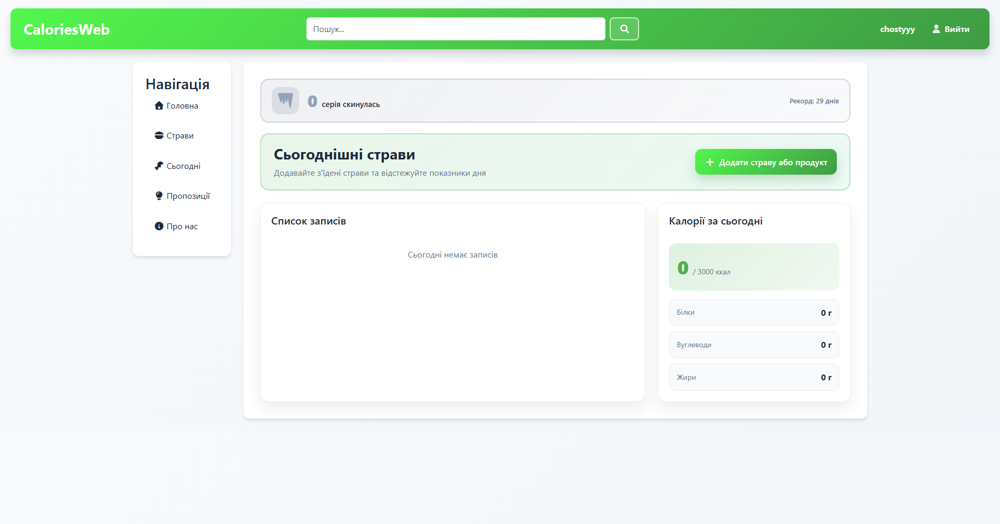 CaloriesWeb
Пошук...
chostyyy
Вийти
Навігація
Головна
Страви
Сьогодні
Пропозиції
Про нас
0 серія скинулась
Рекорд: 29 днів
Сьогоднішні страви
Додавайте з'їдені страви та відстежуйте показники дня
Додати страву або продукт
Список записів
Сьогодні немає записів
Калорії за сьогодні
0 / 3000 ккал
Білки 0 г
Вуглеводи 0 г
Жири 0 г